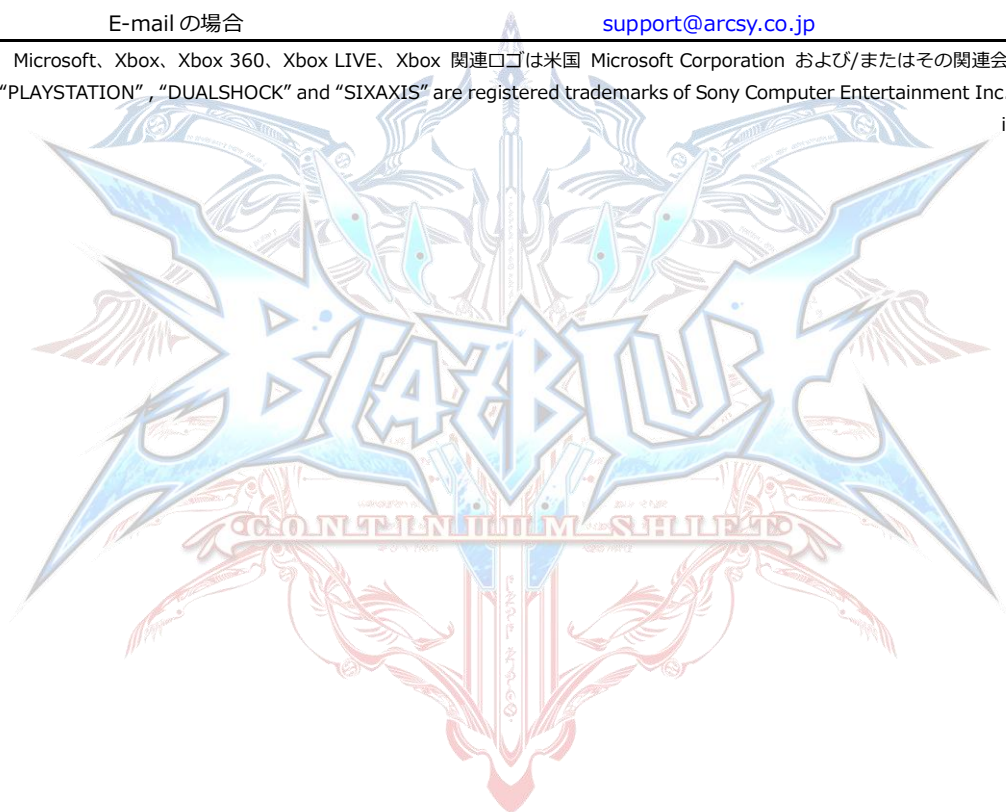 E-mail の場合 support@arcsy.co.jp
Microsoft、Xbox、Xbox 360、Xbox LIVE、Xbox 関連ロゴは米国 Microsoft Corporation および/またはその関連会
“PLAYSTATION” , “DUALSHOCK” and “SIXAXIS” are registered trademarks of Sony Computer Entertainment Inc.
i
BLAZBLUE
CONTINUUM SHIFT